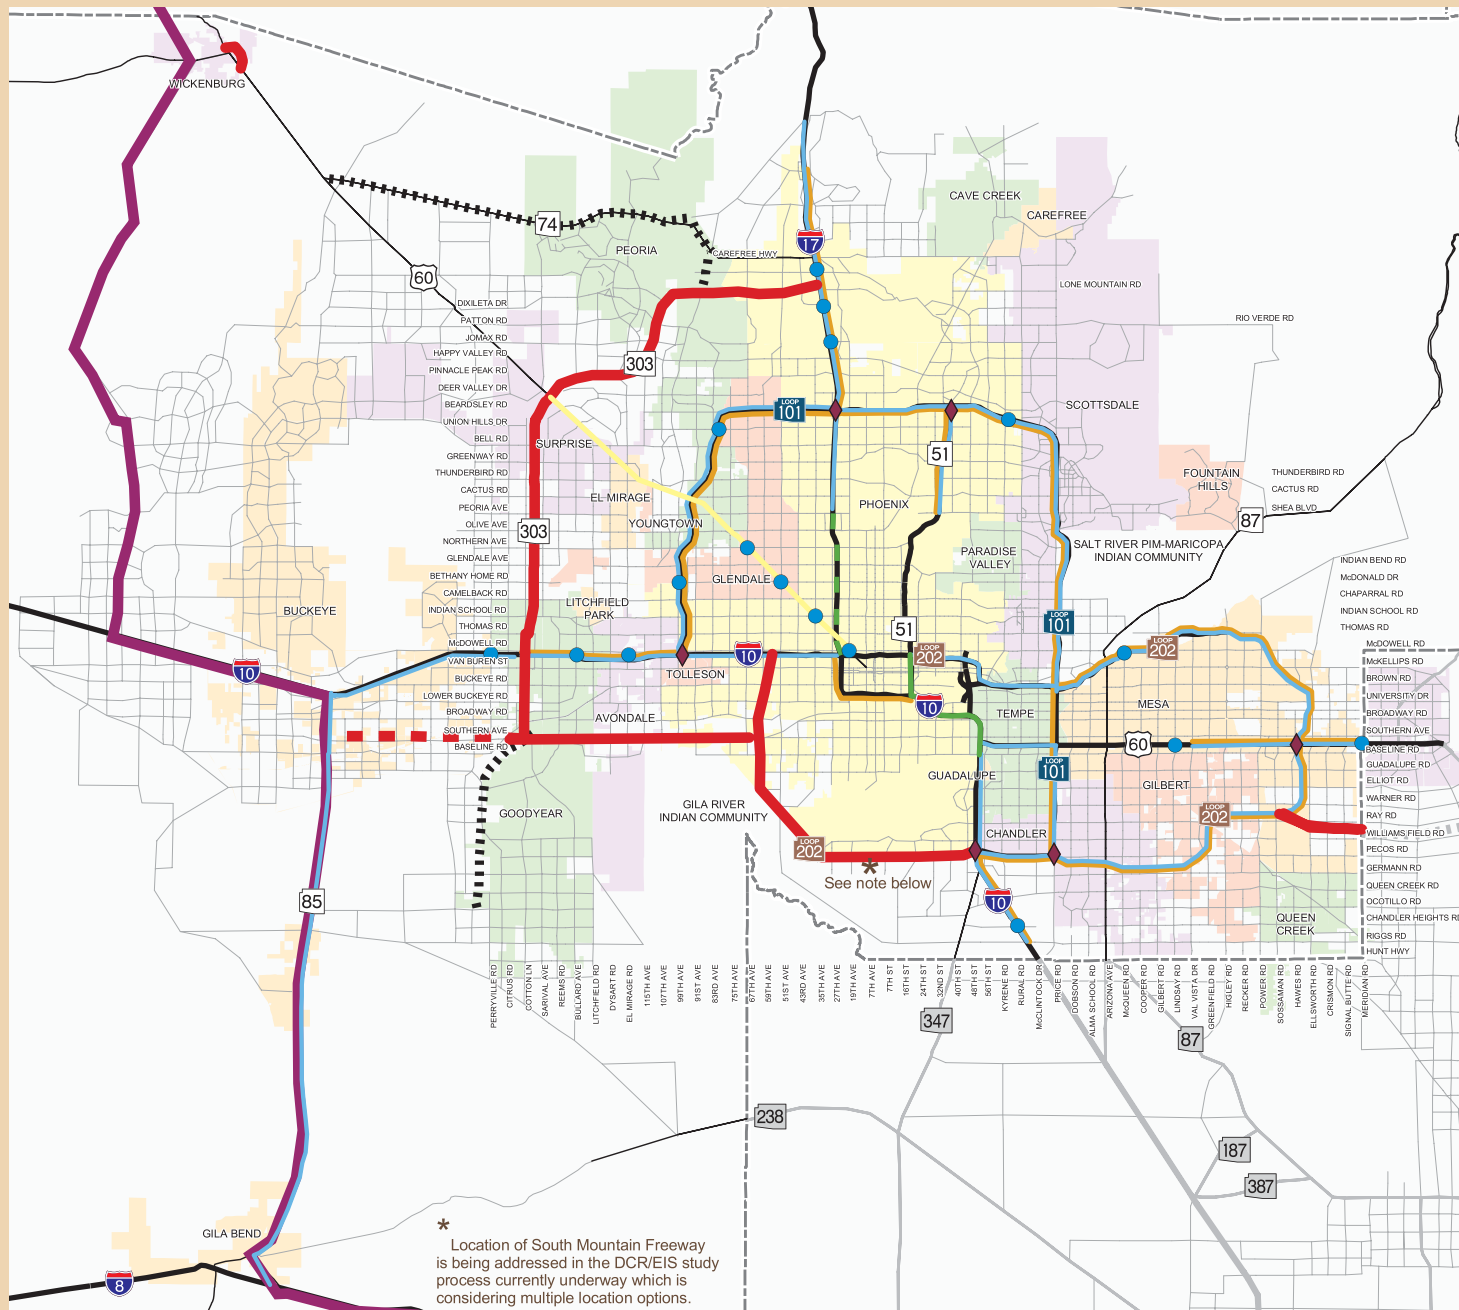 WICKENBURG
CAVE CREEK
CAREFREE
74
PEORIA
17
CAREFREE HWY
60
LONE MOUNTAIN RD
DIXILETA DR
PATTON RD
JOMAX RD
HAPPY VALLEY RD
PINNACLE PEAK RD
DEER VALLEY DR
BEARDSLEY RD
UNION HILLS DR
BELL RD
GREENWAY RD
THUNDERBIRD RD
CACTUS RD
PEORIA AVE
OLIVE AVE
NORTHERN AVE
GLENDALE AVE
BETHANY HOME RD
CAMELBACK RD
INDIAN SCHOOL RD
THOMAS RD
McDOWELL RD
VAN BUREN ST
BUCKEYE RD
LOWER BUCKEYE RD
BROADWAY RD
SOUTHERN AVE
BASELINE RD
RIO VERDE RD
303
LOOP
101
SCOTTSDALE
SURPRISE
51
FOUNTAIN
HILLS
THUNDERBIRD RD
CACTUS RD
SHEA BLVD
EL MIRAGE
PHOENIX
YOUNGTOWN
303
87
PARADISE
VALLEY
SALT RIVER PIM-MARICOPA
INDIAN COMMUNITY
GLENDALE
LITCHFIELD
PARK
BUCKEYE
INDIAN BEND RD
McDONALD DR
CHAPARRAL RD
INDIAN SCHOOL RD
THOMAS RD
McDOWELL RD
McKELLIPS RD
BROWN RD
UNIVERSITY DR
BROADWAY RD
SOUTHERN AVE
BASELINE RD
GUADALUPE RD
ELLIOT RD
WARNER RD
RAY RD
WILLIAMS FIELD RD
PECOS RD
GERMANN RD
QUEEN CREEK RD
OCOTILLO RD
CHANDLER HEIGHTS RD
RIGGS RD
HUNT HWY
51
101
LOOP
202
LOOP
202
10
10
TOLLESON
10
AVONDALE
TEMPE
MESA
60
LOOP
101
GUADALUPE
GILBERT
GOODYEAR
GILA RIVER
INDIAN COMMUNITY
LOOP
202
CHANDLER
LOOP
202
*
See note below
85
10
QUEEN
CREEK
PERRYVILLE RD
CITRUS RD
COTTON LN
SARIVAL AVE
REEMS RD
BULLARD AVE
LITCHFIELD RD
DYSART RD
EL MIRAGE RD
115TH AVE
107TH AVE
99TH AVE
91ST AVE
83RD AVE
75TH AVE
67TH AVE
59TH AVE
51ST AVE
43RD AVE
35TH AVE
27TH AVE
19TH AVE
7TH AVE
7TH ST
16TH ST
24TH ST
32ND ST
40TH ST
48TH ST
56TH ST
KYRENE RD
RURAL RD
McCLINTOCK DR
PRICE RD
DOBSON RD
ALMA SCHOOL RD
ARIZONA AVE
McQUEEN RD
COOPER RD
GILBERT RD
LINDSAY RD
VAL VISTA DR
GREENFIELD RD
HIGLEY RD
RECKER RD
POWER RD
SOSSAMAN RD
HAWES RD
ELLSWORTH RD
CRISMON RD
SIGNAL BUTTE RD
MERIDIAN RD
347
87
238
187
387
GILA BEND
8
*
Location of South Mountain Freeway
is being addressed in the DCR/EIS study
process currently underway which is
considering multiple location options.